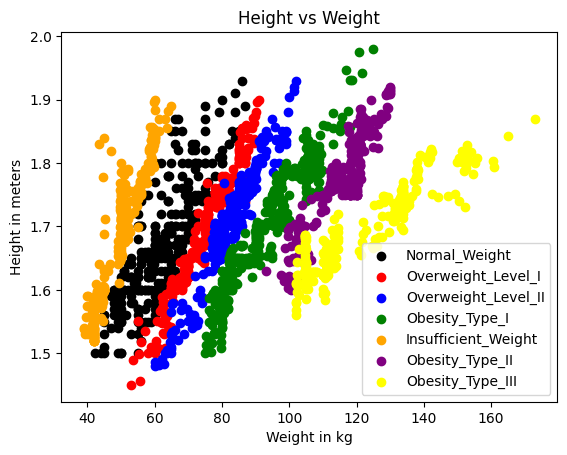 Height vs Weight
2.0
1.9
1.8
1.7
1.6
1.5
Height in meters
Normal_Weight
Overweight_Level_I
Overweight_Level_II
Obesity_Type_I
Insufficient_Weight
Obesity_Type_II
Obesity_Type_III
40 60 80 100 120 140 160
Weight in kg